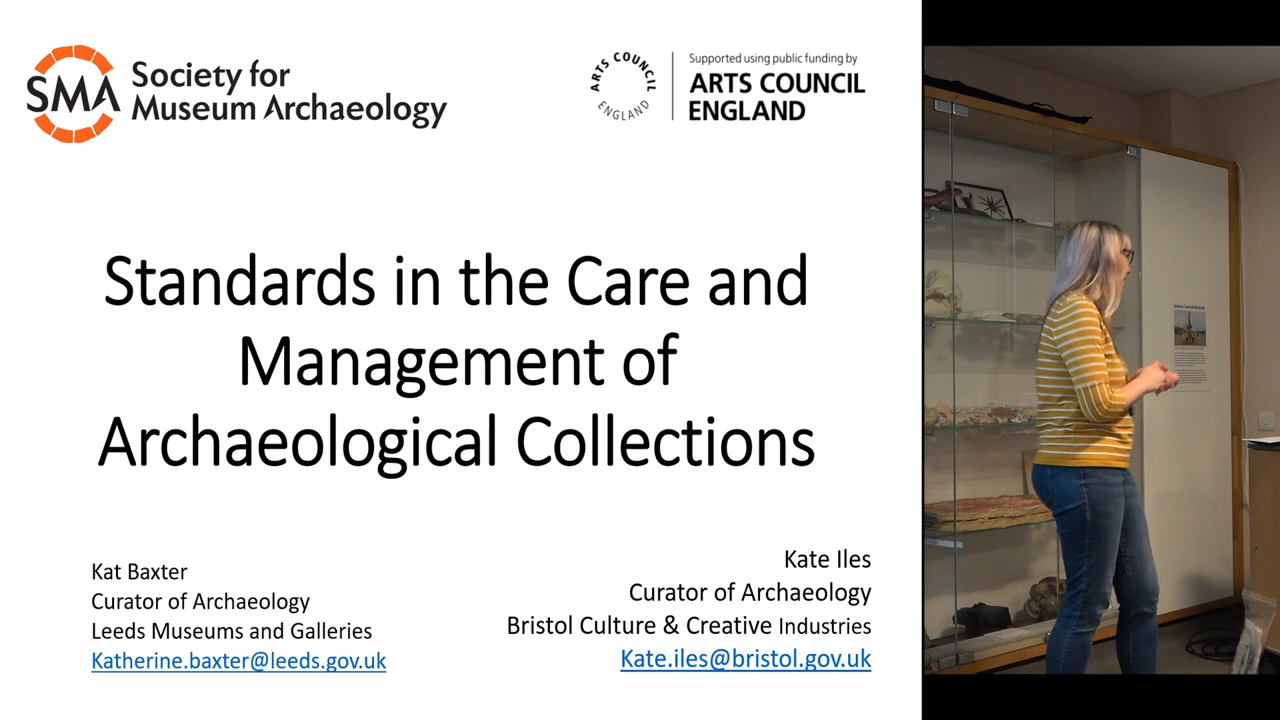 SMA
Society for
Museum Archaeology
ARTS COUNCIL
ENGLAND
Supported using public funding by
ARTS COUNCIL
ENGLAND
Standards in the Care and
Management of
Archaeological Collections
Kat Baxter
Curator of Archaeology
Leeds Museums and Galleries
Katherine.baxter@leeds.gov.uk
Kate Iles
Curator of Archaeology
Bristol Culture & Creative Industries
Kate.iles@bristol.gov.uk